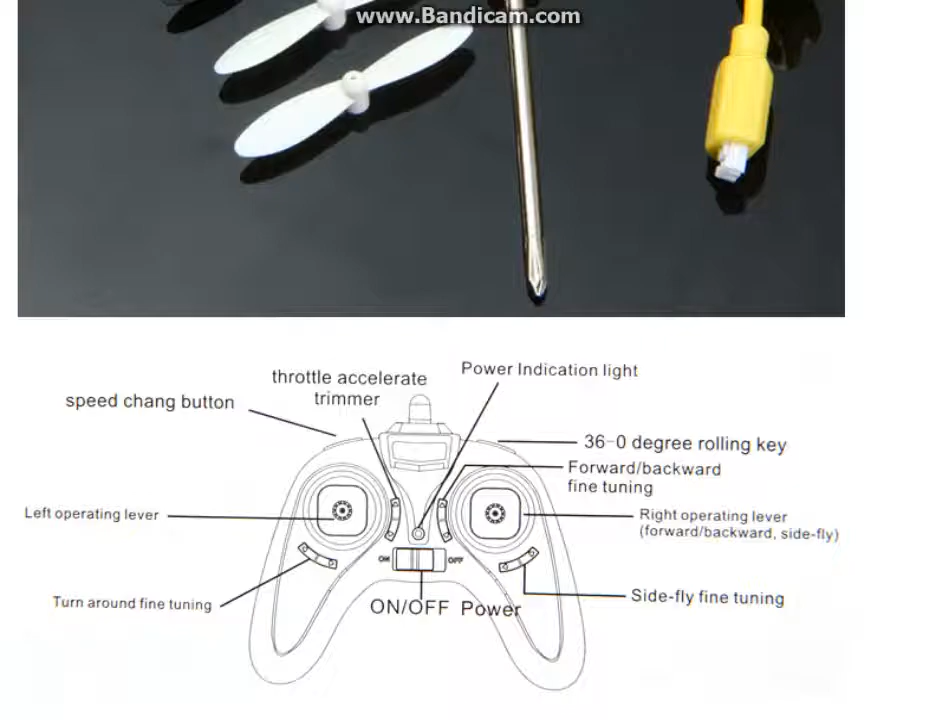 www.Bandicam.com
Power Indication light
throttle accelerate
trimmer
speed chang button
36-0 degree rolling key
Forward/backward
fine tuning
Left operating lever
Right operating lever
(forward/backward, side-fly)
ON
OFF
Turn around fine tuning
ON/OFF Power
Side-fly fine tuning